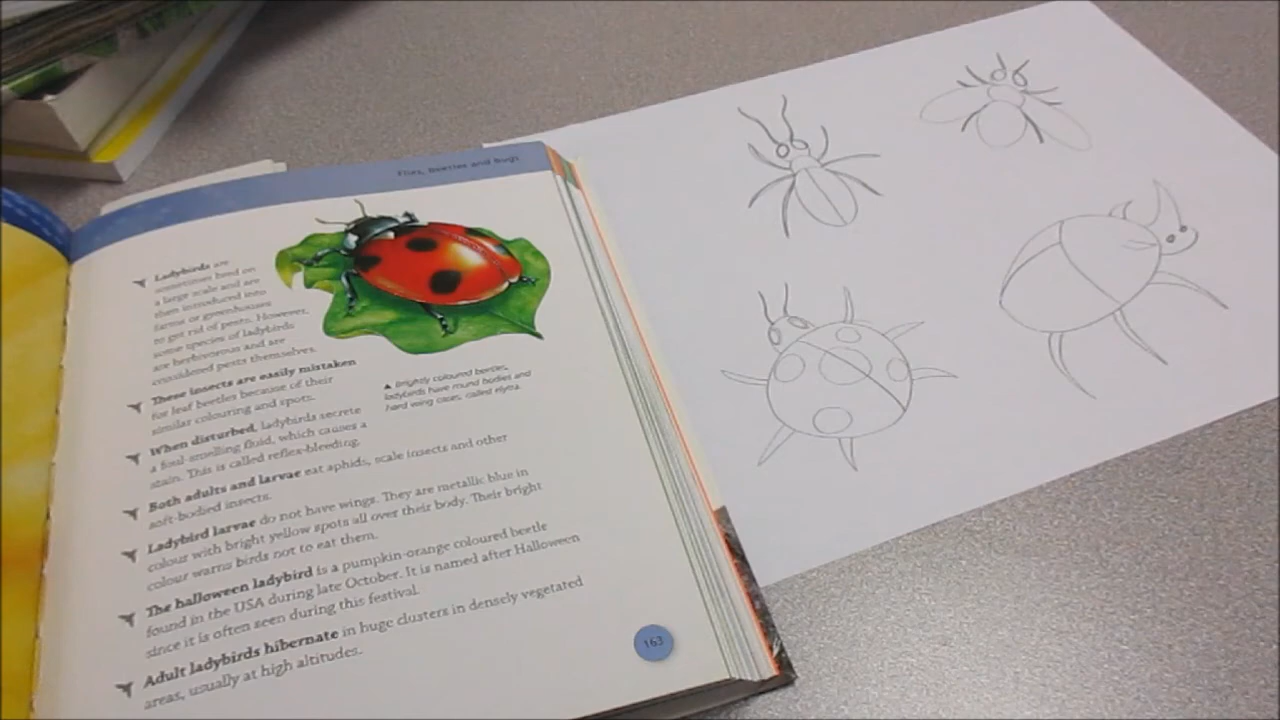 Flies, Beetles and Bugs
Ladybirds are
sometimes bred on
a large scale and are
then introduced into
farms or greenhouses
to get rid of pests. However,
some species of ladybirds
are herbivorous and are
considered pests themselves.
These insects are easily mistaken
for leaf beetles because of their
similar colouring and spots.
When disturbed, ladybirds secrete
a foul-smelling fluid, which causes a
stain. This is called reflex-bleeding.
Both adults and larvae eat aphids, scale insects and other
soft-bodied insects.
Ladybird larvae do not have wings. They are metallic blue in
colour with bright yellow spots all over their body. Their bright
colour warns birds not to eat them.
The halloween ladybird is a pumpkin-orange coloured beetle
found in the USA during late October. It is named after Halloween
since it is often seen during this festival.
Adult ladybirds hibernate in huge clusters in densely vegetated
areas, usually at high altitudes.
▲ Brightly coloured beetles,
ladybirds have round bodies and
hard wing cases, called elytra.
163